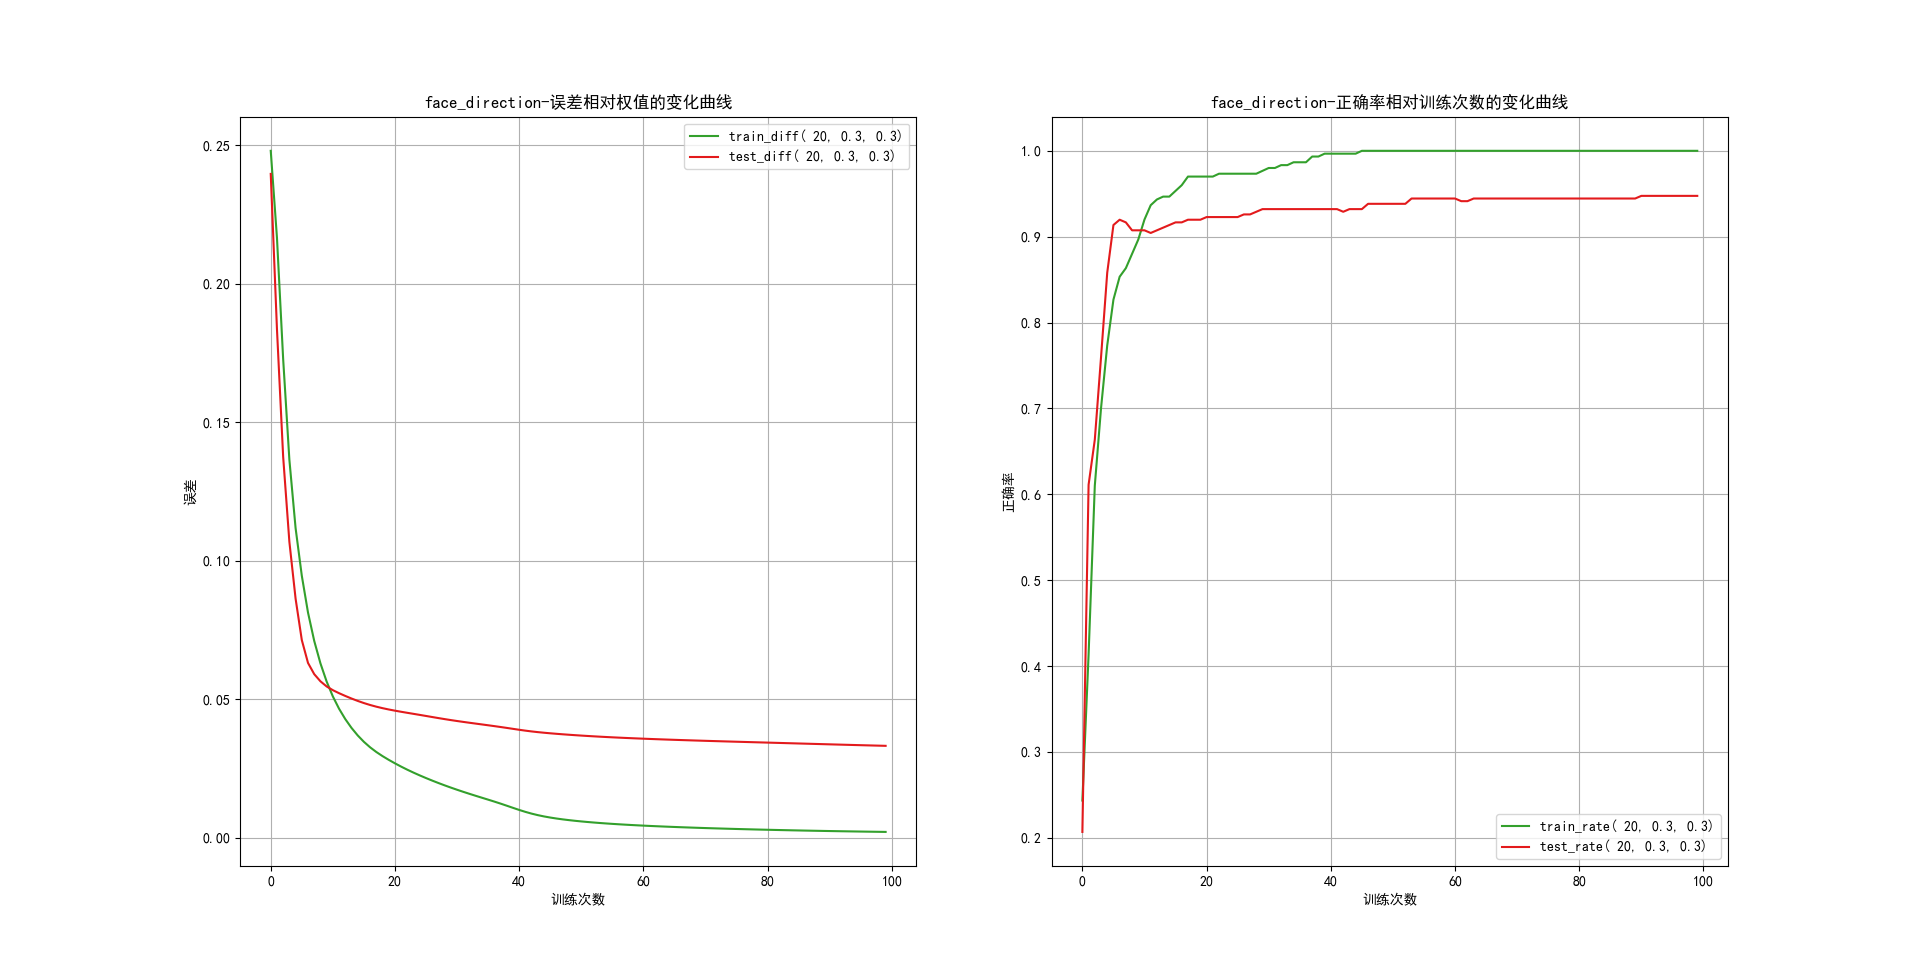 face_direction-误差相对权值的变化曲线
train_diff( 20, 0.3, 0.3)
test_diff( 20, 0.3, 0.3)
0.25
0.20
0.15
0.10
0.05
0.00
误差
0 20 40 60 80 100
训练次数
face_direction-正确率相对训练次数的变化曲线
1.0
0.9
0.8
0.7
0.6
0.5
0.4
0.3
0.2
正确率
train_rate( 20, 0.3, 0.3)
test_rate( 20, 0.3, 0.3)
0 20 40 60 80 100
训练次数